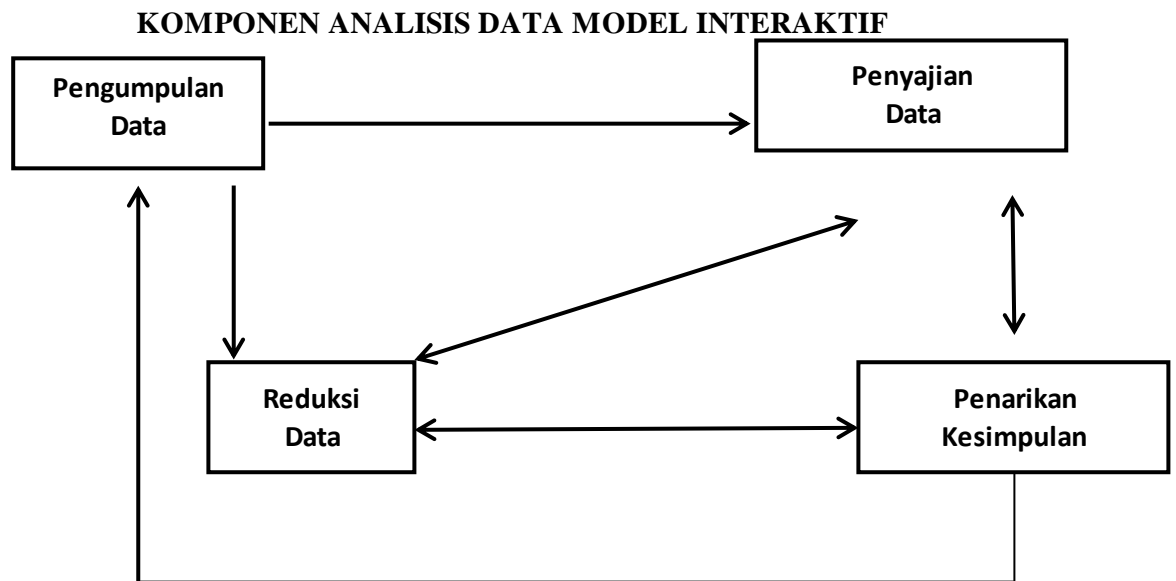 KOMPONEN ANALISIS DATA MODEL INTERAKTIF
Pengumpulan
Data
Penyajian
Data
Reduksi
Data
Penarikan
Kesimpulan